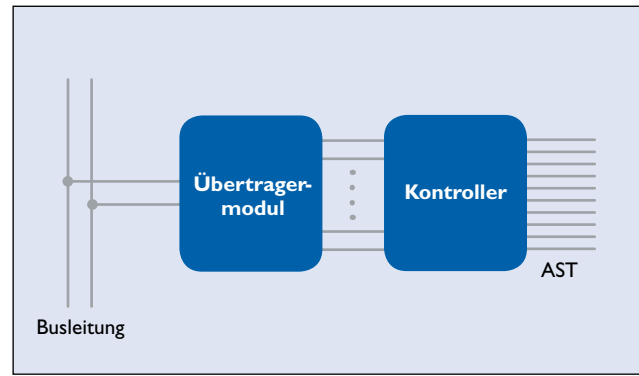 Übertrager-
modul
Kontroller
AST
Busleitung